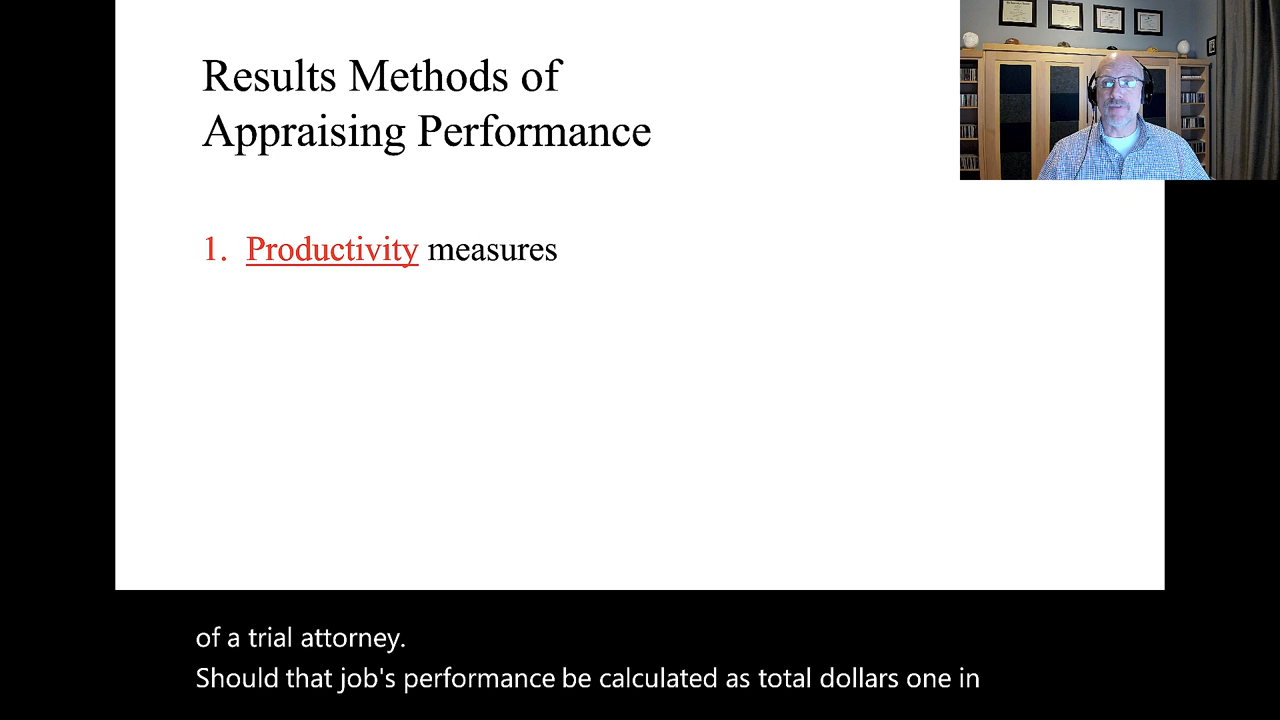 Results Methods of
Appraising Performance
1. Productivity measures
of a trial attorney.
Should that job's performance be calculated as total dollars one in